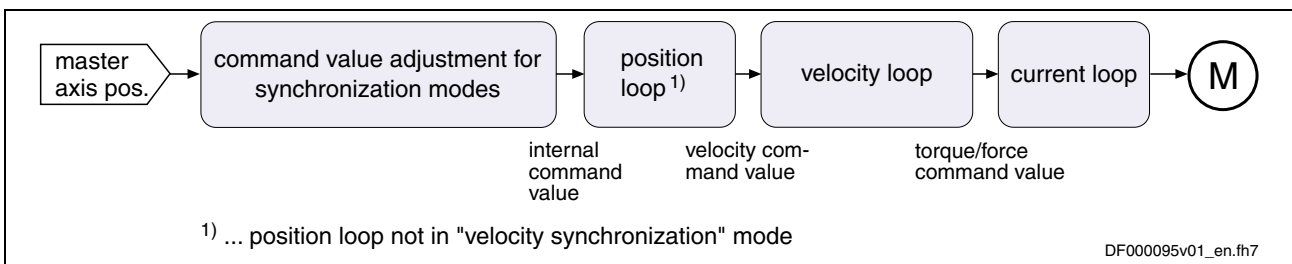 master
axis pos.
command value adjustment for
synchronization modes
position
loop 1)
velocity loop
current loop
M
internal
command
value
velocity com-
mand value
torque/force
command value
1) ... position loop not in "velocity synchronization" mode
DF000095v01_en.fh7